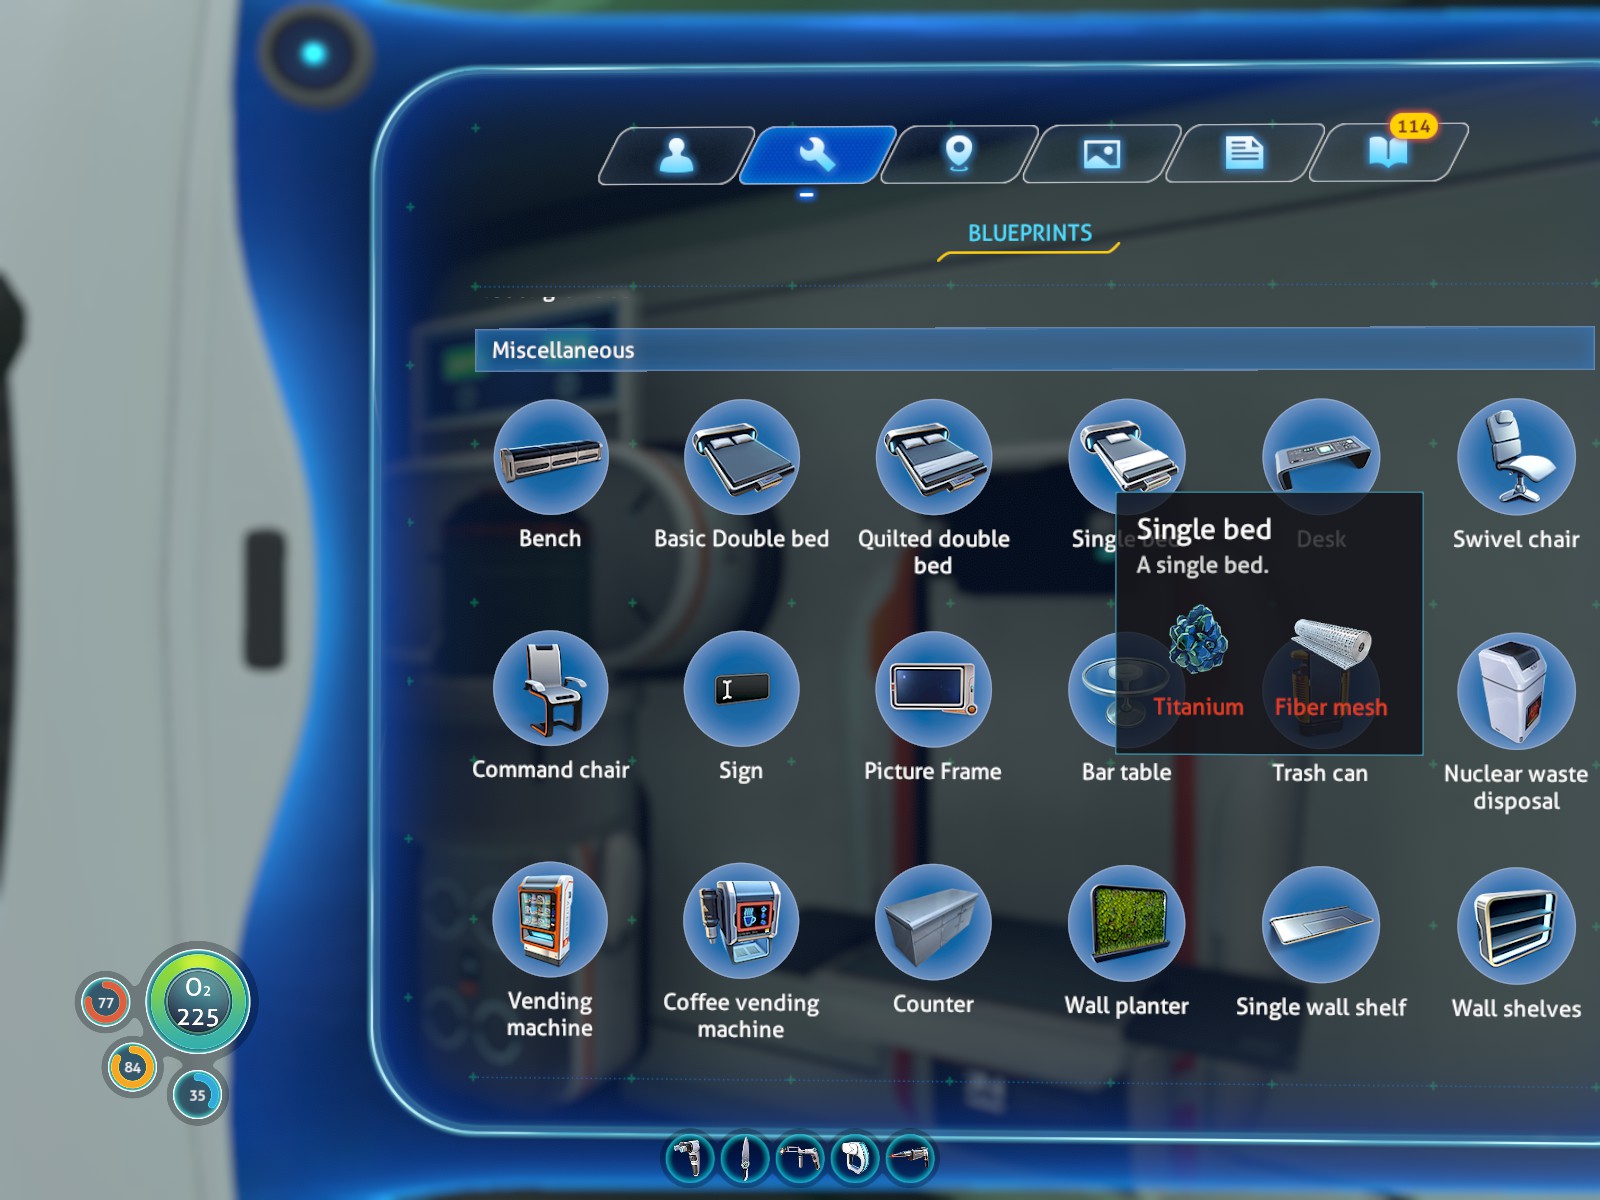 114
BLUEPRINTS
Miscellaneous
Bench
Basic Double bed
Quilted double
bed
Single bed
Desk
Swivel chair
Single bed
A single bed.
Titanium
Fiber mesh
Command chair
Sign
Picture Frame
Bar table
Trash can
Nuclear waste
disposal
Vending
machine
Coffee vending
machine
Counter
Wall planter
Single wall shelf
Wall shelves
77
O₂
225
84
35